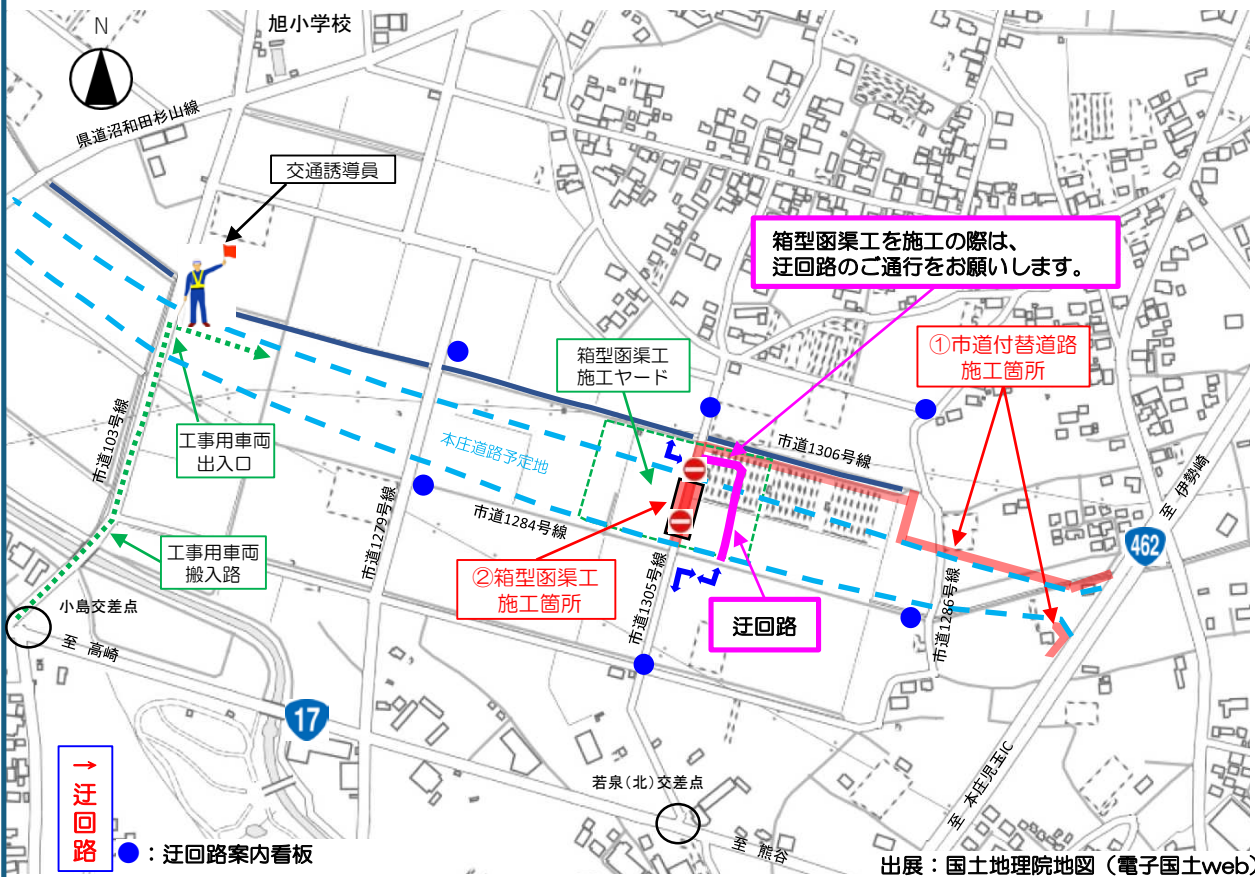 旭小学校
N
県道沼和田杉山線
交通誘導員
箱型函渠工を施工の際は、
迂回路のご通行をお願いします。
箱型函渠工
施工ヤード
①市道付替道路
施工箇所
市道103号線
工事用車両
出入口
本庄道路予定地
市道1306号線
至 伊勢崎
市道1279号線
市道1284号線
462
工事用車両
搬入路
②箱型函渠工
施工箇所
市道1305号線
市道1286号線
小島交差点
迂回路
至 高崎
17
→
迂
回
路
若泉(北)交差点
至 本庄児玉IC
至 熊谷
:迂回路案内看板
出展:国土地理院地図(電子国土web)